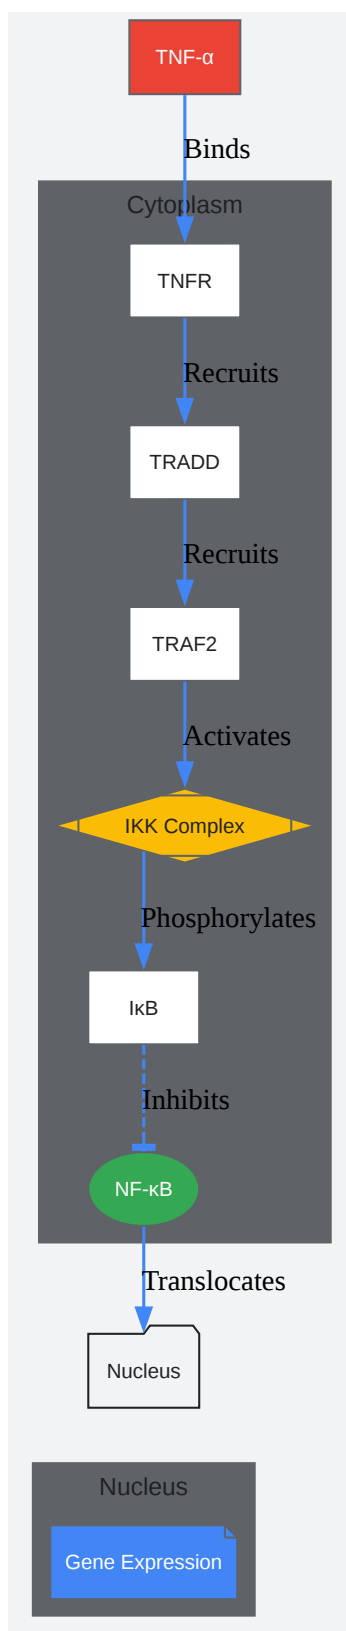 TNF-α
Binds
Cytoplasm
TNFR
Recruits
TRADD
Recruits
TRAF2
Activates
IKK Complex
Phosphorylates
IκB
Inhibits
NF-κB
Translocates
Nucleus
Nucleus
Gene Expression